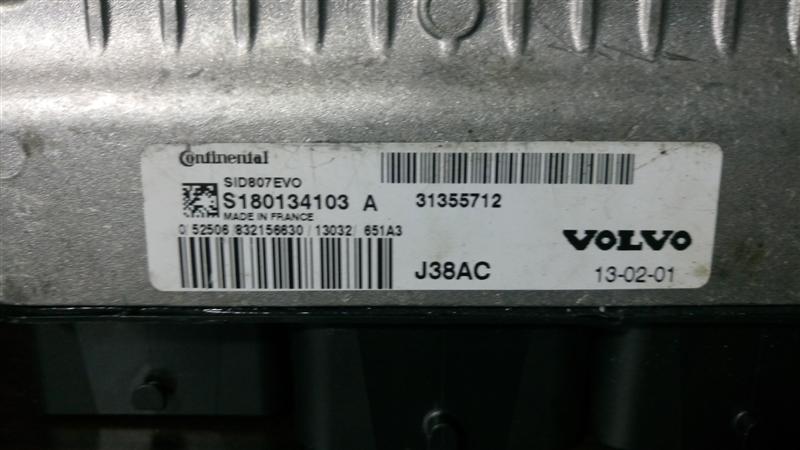 Continental
SID807EVO
S180134103 A
MADE IN FRANCE
0 52506 832156630 / 13032/ 651A3
31355712
VOLVO
J38AC
13-02-01